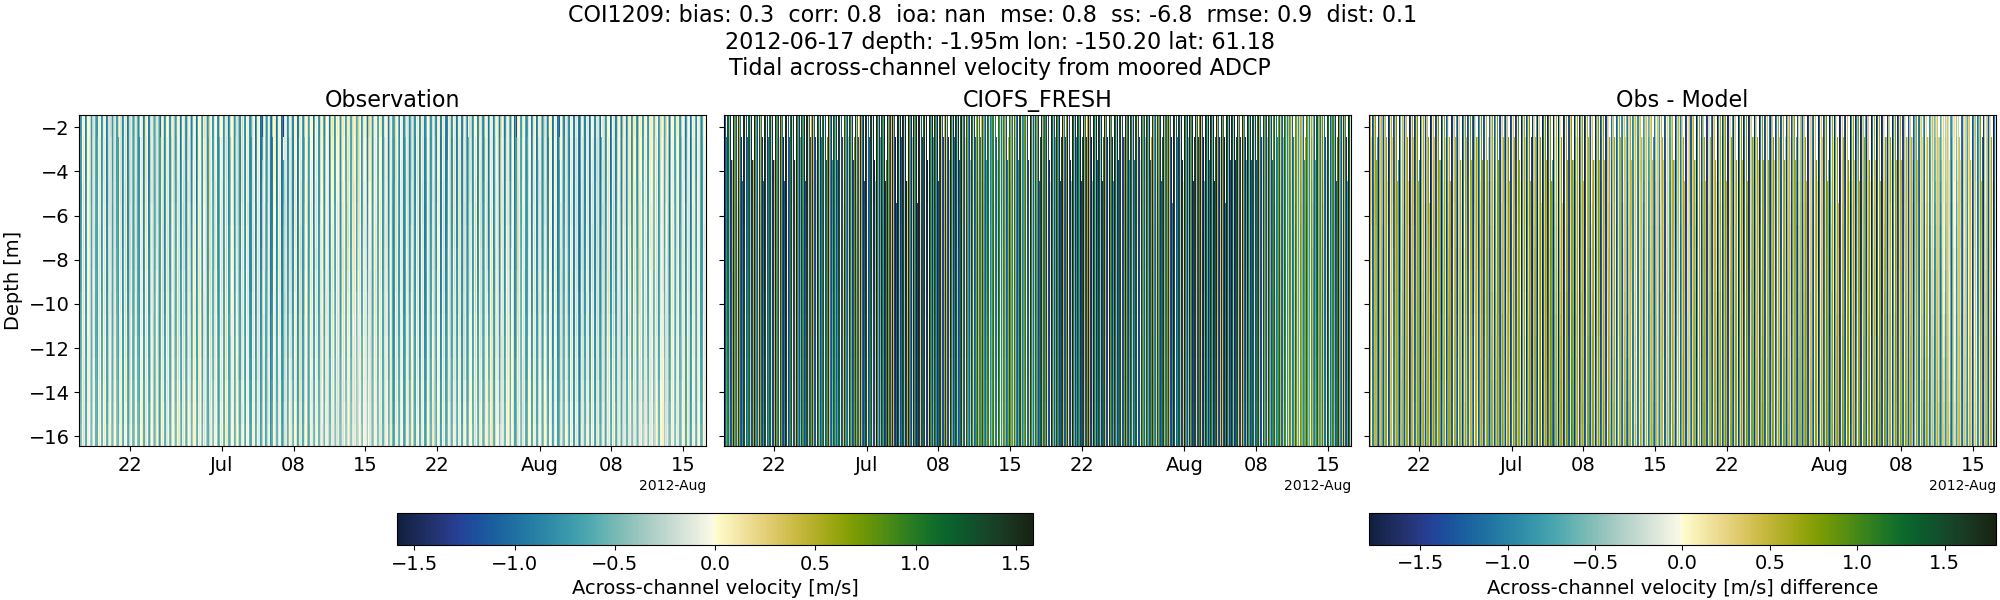 COI1209: bias: 0.3  corr: 0.8  ioa: nan  mse: 0.8  ss: -6.8  rmse: 0.9  dist: 0.1
2012-06-17 depth: -1.95m lon: -150.20 lat: 61.18
Tidal across-channel velocity from moored ADCP
Observation
CIOFS_FRESH
Obs - Model
Depth [m]
−2
−4
−6
−8
−10
−12
−14
−16
22 Jul 08 15 22 Aug 08 15
2012-Aug
22 Jul 08 15 22 Aug 08 15
2012-Aug
22 Jul 08 15 22 Aug 08 15
2012-Aug
−1.5 −1.0 −0.5 0.0 0.5 1.0 1.5
Across-channel velocity [m/s]
−1.5 −1.0 −0.5 0.0 0.5 1.0 1.5
Across-channel velocity [m/s] difference